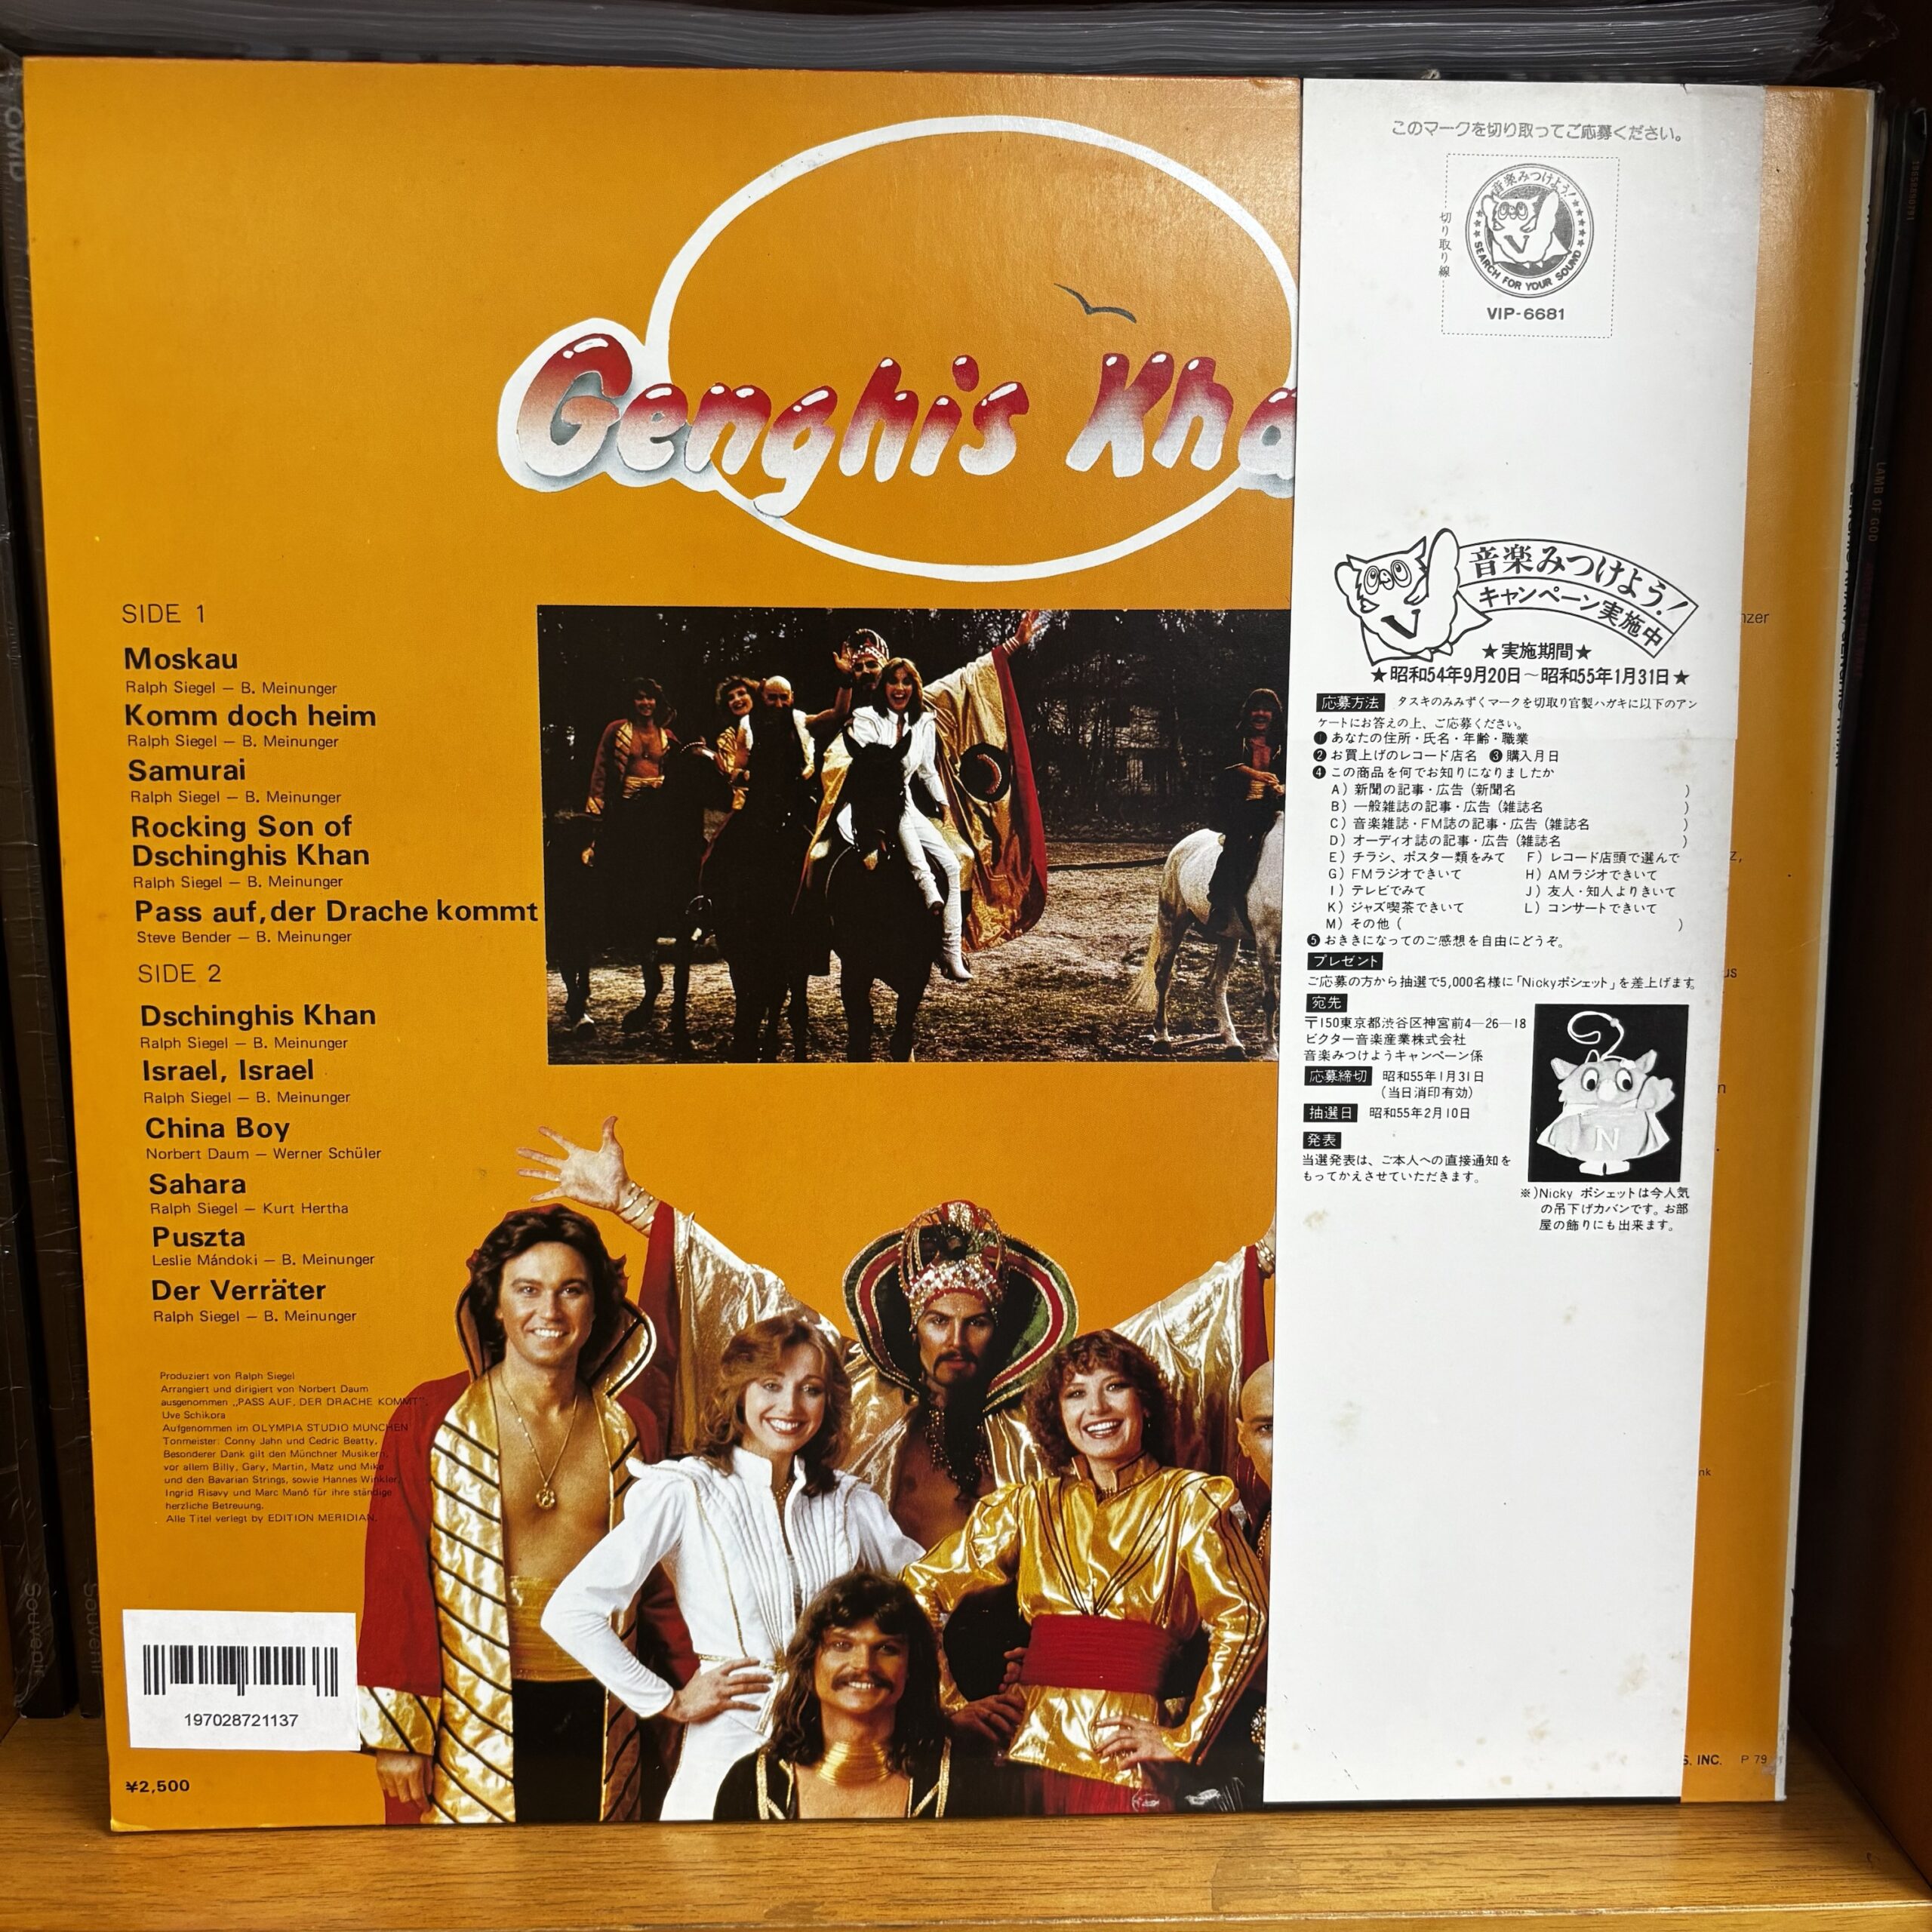 Genghis Kha
SIDE 1
Moskau
Ralph Siegel — B. Meinunger
Komm doch heim
Ralph Siegel — B. Meinunger
Samurai
Ralph Siegel — B. Meinunger
Rocking Son of
Dschinghis Khan
Ralph Siegel — B. Meinunger
Pass auf, der Drache kommt
Steve Bender — B. Meinunger
SIDE 2
Dschinghis Khan
Ralph Siegel — B. Meinunger
Israel, Israel
Ralph Siegel — B. Meinunger
China Boy
Norbert Daum — Werner Schüler
Sahara
Ralph Siegel — Kurt Hertha
Puszta
Leslie Mándoki — B. Meinunger
Der Verräter
Ralph Siegel — B. Meinunger
Produziert von Ralph Siegel
Arrangiert und dirigiert von Norbert Daum
ausgenommen „PASS AUF, DER DRACHE KOMMT",
Uve Schikora
Aufgenommen im OLYMPIA STUDIO MUNCHEN
Tonmeister: Conny Jahn und Cedric Beatty.
Besonderer Dank gilt den Münchner Musikern,
vor allem Billy, Gary, Martin, Matz und Mike
und den Bavarian Strings, sowie Hannes Winkler,
Ingrid Risavy und Marc Manó für ihre ständige
herzliche Betreuung.
Alle Titel verlegt by EDITION MERIDIAN.
197028721137
¥2,500
このマークを切り取ってご応募ください。
切り取り線
音楽みつけよう!
SEARCH FOR YOUR SOUND
VIP-6681
音楽みつけよう!
キャンペーン実施中
★実施期間★
★昭和54年9月20日〜昭和55年1月31日★
応募方法 タスキのみみずくマークを切取り官製ハガキに以下のアン
ケートにお答えの上、ご応募ください。
❶あなたの住所・氏名・年齢・職業
❷お買上げのレコード店名 ❸購入月日
❹この商品を何でお知りになりましたか
A）新聞の記事・広告（新聞名 ）
B）一般雑誌の記事・広告（雑誌名 ）
C）音楽雑誌・FM誌の記事・広告（雑誌名 ）
D）オーディオ誌の記事・広告（雑誌名 ）
E）チラシ、ポスター類をみて F）レコード店頭で選んで
G）FMラジオできいて H）AMラジオできいて
I）テレビでみて J）友人・知人よりきいて
K）ジャズ喫茶できいて L）コンサートできいて
M）その他（ ）
❺おききになってのご感想を自由にどうぞ。
プレゼント
ご応募の方から抽選で5,000名様に「Nickyポシェット」を差上げます。
宛先
〒150東京都渋谷区神宮前4—26—18
ビクター音楽産業株式会社
音楽みつけようキャンペーン係
応募締切 昭和55年1月31日
（当日消印有効）
抽選日 昭和55年2月10日
発表
当選発表は、ご本人への直接通知を
もってかえさせていただきます。
N
※)Nicky ポシェットは今人気
の吊下げカバンです。お部
屋の飾りにも出来ます。
nzer
z,
us
n
nk
S, INC. P 79
LAMB OF GOD
OMD
Souvenir
Souvenir